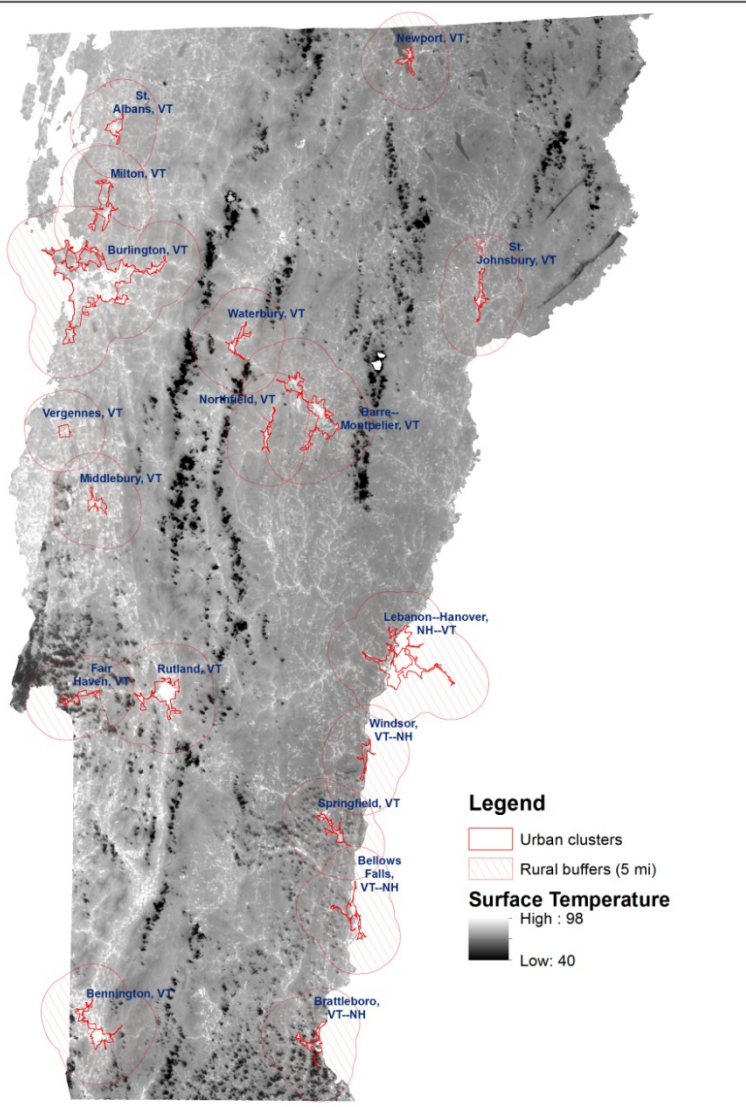 Newport, VT
St.
Albans, VT
Milton, VT
Burlington, VT
St.
Johnsbury, VT
Waterbury, VT
Northfield, VT
Barre--
Montpelier, VT
Vergennes, VT
Middlebury, VT
Lebanon--Hanover,
NH--VT
Fair
Haven, VT
Rutland, VT
Windsor,
VT--NH
Springfield, VT
Bellows
Falls,
VT--NH
Bennington, VT
Brattleboro,
VT--NH
Legend
Urban clusters
Rural buffers (5 mi)
Surface Temperature
High : 98
Low: 40